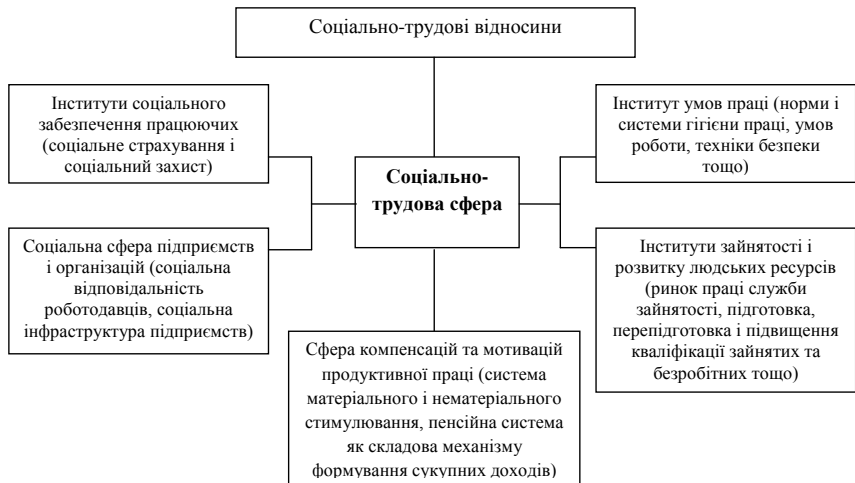 Соціально-трудові відносини
Інститути соціального
забезпечення працюючих
(соціальне страхування і
соціальний захист)
Інститут умов праці (норми і
системи гігієни праці, умов
роботи, техніки безпеки
тощо)
Соціально-
трудова сфера
Соціальна сфера підприємств
і організацій (соціальна
відповідальність
роботодавців, соціальна
інфраструктура підприємств)
Інститути зайнятості і
розвитку людських ресурсів
(ринок праці служби
зайнятості, підготовка,
перепідготовка і підвищення
кваліфікації зайнятих та
безробітних тощо)
Сфера компенсацій та мотивацій
продуктивної праці (система
матеріального і нематеріального
стимулювання, пенсійна система
як складова механізму
формування сукупних доходів)